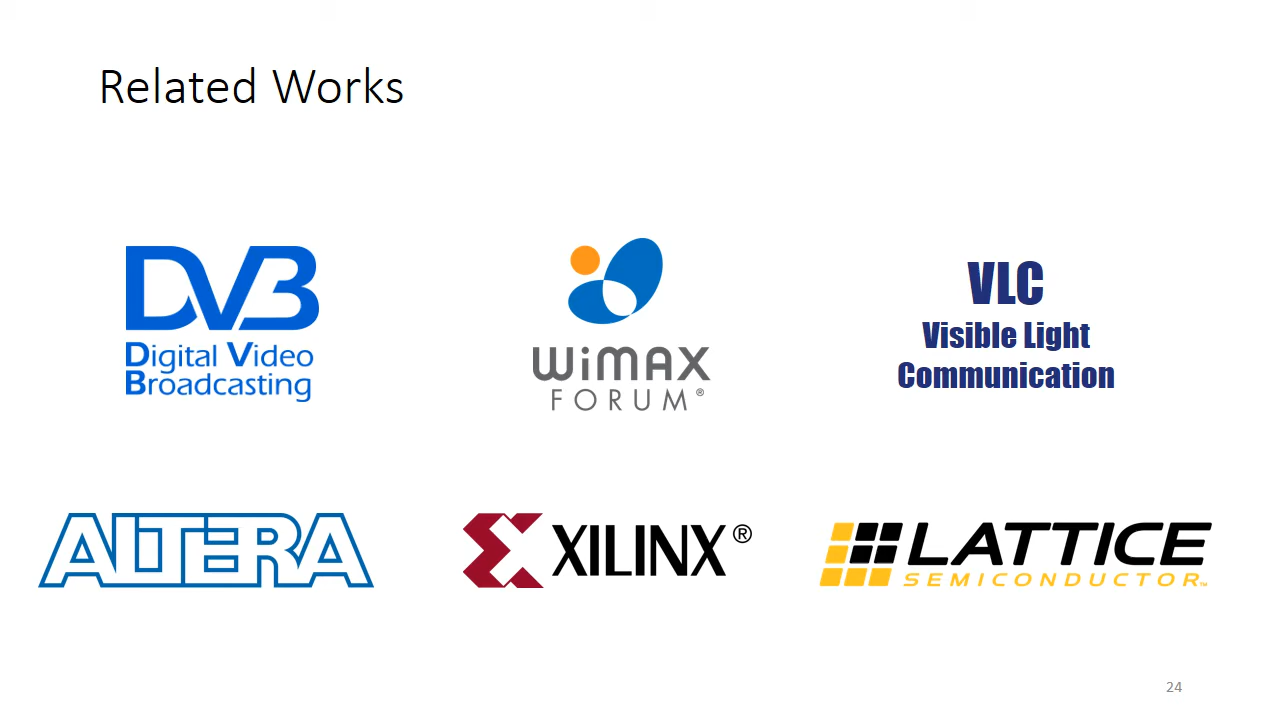 Related Works
DVB
Digital Video
Broadcasting
WiMAX
FORUM®
VLC
Visible Light
Communication
ALTERA
XILINX®
LATTICE
SEMICONDUCTOR™
24